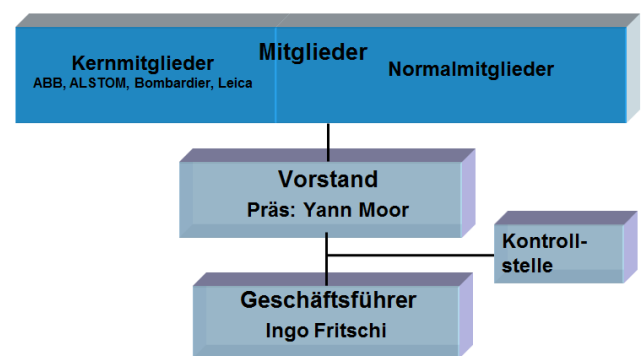 Mitglieder
Kernmitglieder
ABB, ALSTOM, Bombardier, Leica
Normalmitglieder
Vorstand
Präs: Yann Moor
Kontroll-
stelle
Geschäftsführer
Ingo Fritschi